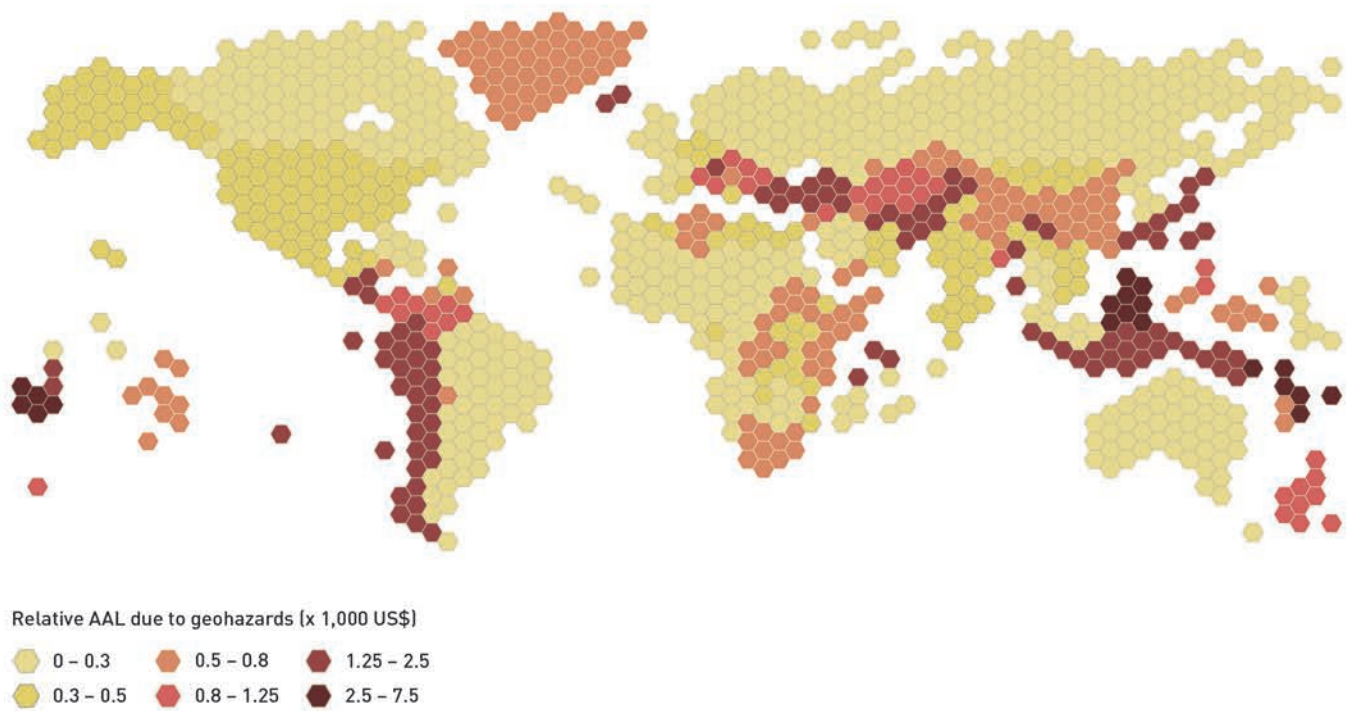 Relative AAL due to geohazards (x 1,000 US$)
0 – 0.3
0.5 – 0.8
1.25 – 2.5
0.3 – 0.5
0.8 – 1.25
2.5 – 7.5